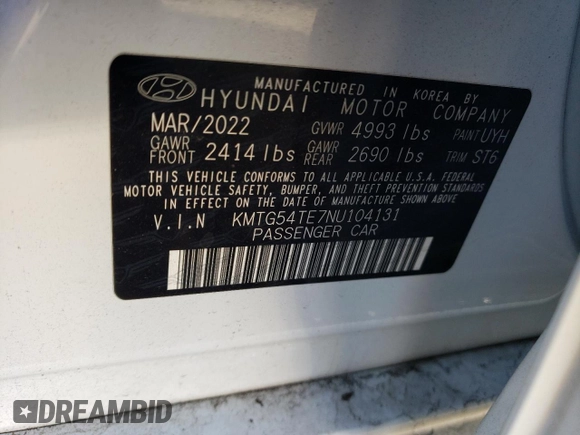 MANUFACTURED IN KOREA BY
HYUNDAI MOTOR COMPANY
MAR/2022 GVWR 4993 lbs PAINT UYH
GAWR FRONT 2414 lbs GAWR REAR 2690 lbs TRIM ST6
THIS VEHICLE CONFORMS TO ALL APPLICABLE U.S.A. FEDERAL
MOTOR VEHICLE SAFETY, BUMPER, AND THEFT PREVENTION STANDARDS
IN EFFECT ON THE DATE OF MANUFACTURE SHOWN ABOVE
V.I.N KMTG54TE7NU104131
PASSENGER CAR
DREAMBID